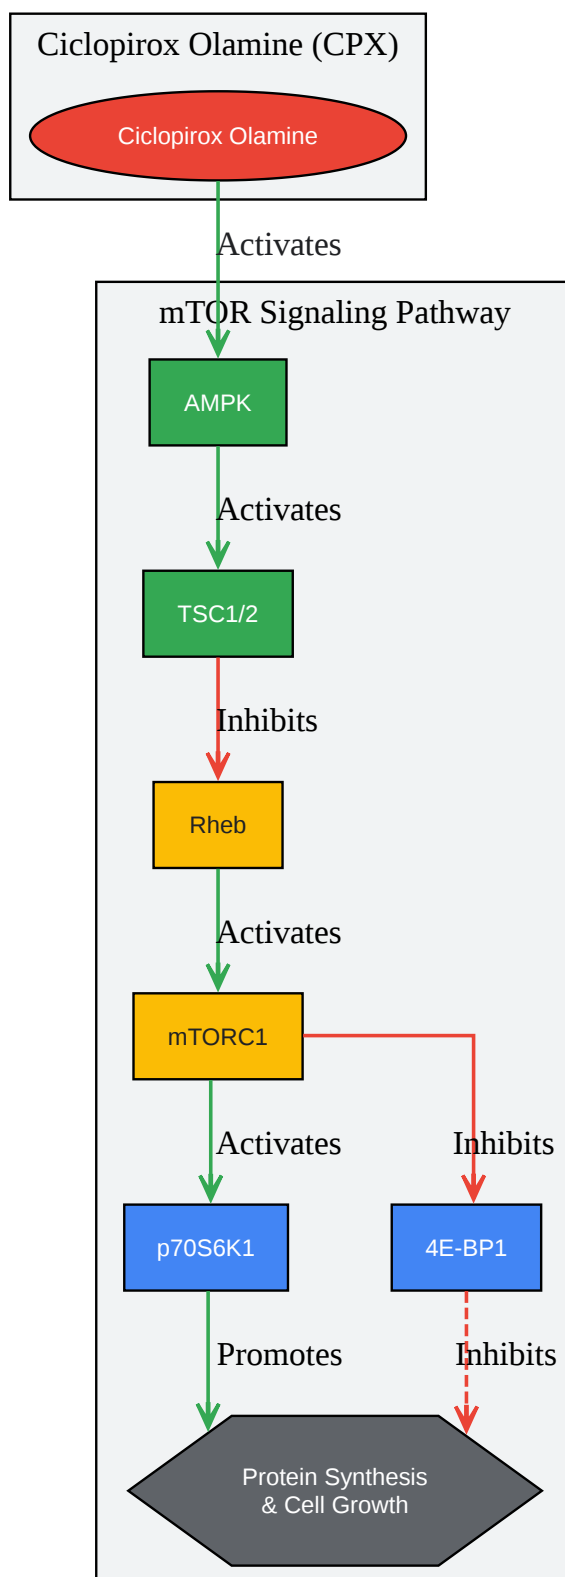 Ciclopirox Olamine (CPX)
Ciclopirox Olamine
Activates
mTOR Signaling Pathway
AMPK
Activates
TSC1/2
Inhibits
Rheb
Activates
mTORC1
Activates
Inhibits
p70S6K1
4E-BP1
Promotes
Inhibits
Protein Synthesis
& Cell Growth